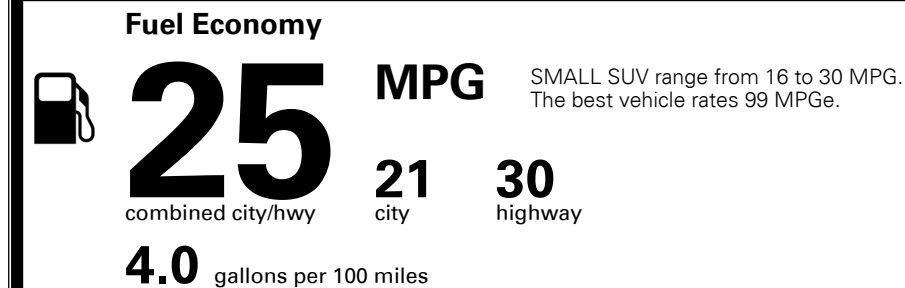 Fuel Economy
25 MPG
SMALL SUV range from 16 to 30 MPG.
The best vehicle rates 99 MPGe.
combined city/hwy
21
city
30
highway
4.0 gallons per 100 miles